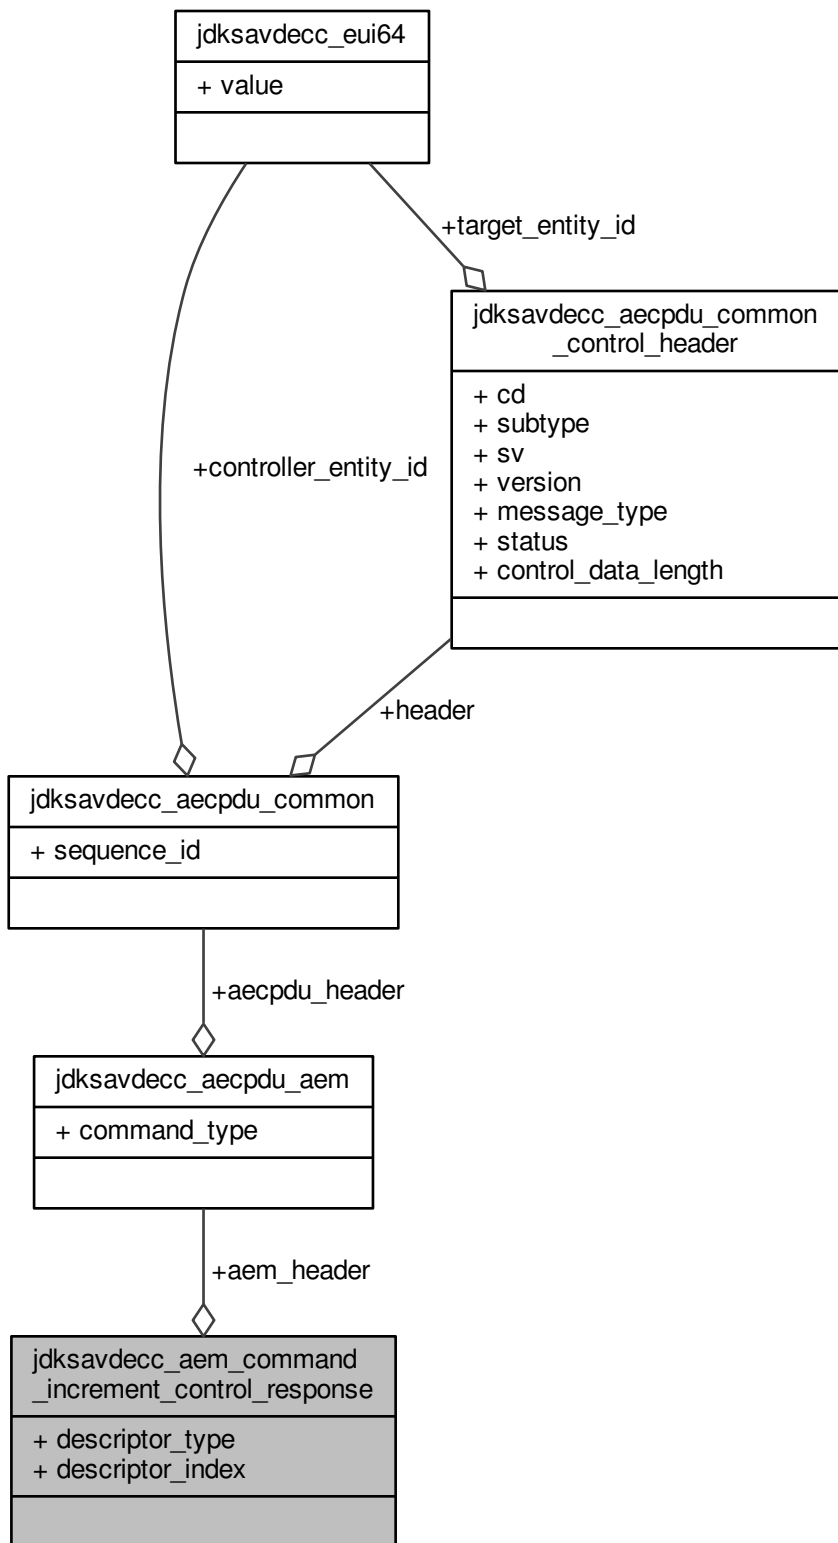 jdksavdecc_eui64
+ value
+target_entity_id
jdksavdecc_aecpdu_common
_control_header
+ cd
+ subtype
+ sv
+ version
+ message_type
+ status
+ control_data_length
+controller_entity_id
+header
jdksavdecc_aecpdu_common
+ sequence_id
+aecpdu_header
jdksavdecc_aecpdu_aem
+ command_type
+aem_header
jdksavdecc_aem_command
_increment_control_response
+ descriptor_type
+ descriptor_index